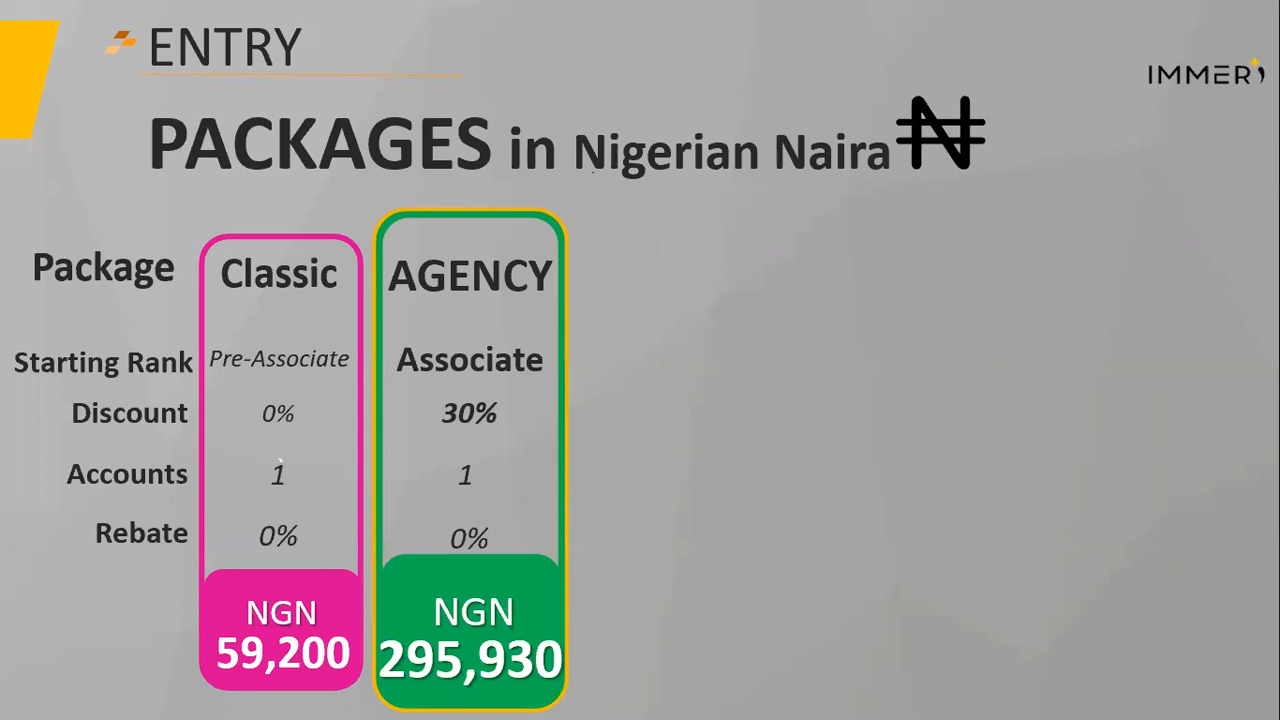 ENTRY
IMMERI
PACKAGES in Nigerian Naira ₦
Package Classic AGENCY
Starting Rank Pre-Associate Associate
Discount 0% 30%
Accounts 1 1
Rebate 0% 0%
NGN NGN
59,200 295,930